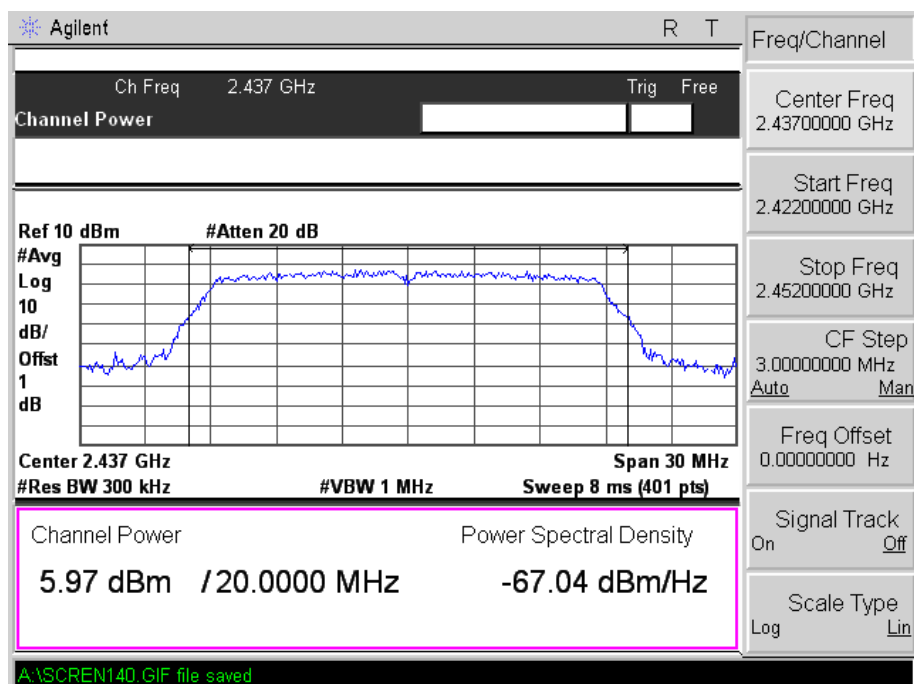 Agilent R T
Ch Freq 2.437 GHz Trig Free
Channel Power
Ref 10 dBm #Atten 20 dB
#Avg
Log
10
dB/
Offst
1
dB
Center 2.437 GHz Span 30 MHz
#Res BW 300 kHz #VBW 1 MHz Sweep 8 ms (401 pts)
Channel Power Power Spectral Density
5.97 dBm / 20.0000 MHz -67.04 dBm/Hz
A:\SCREN140.GIF file saved
Freq/Channel
Center Freq
2.43700000 GHz
Start Freq
2.42200000 GHz
Stop Freq
2.45200000 GHz
CF Step
3.00000000 MHz
Auto Man
Freq Offset
0.00000000 Hz
Signal Track
On Off
Scale Type
Log Lin